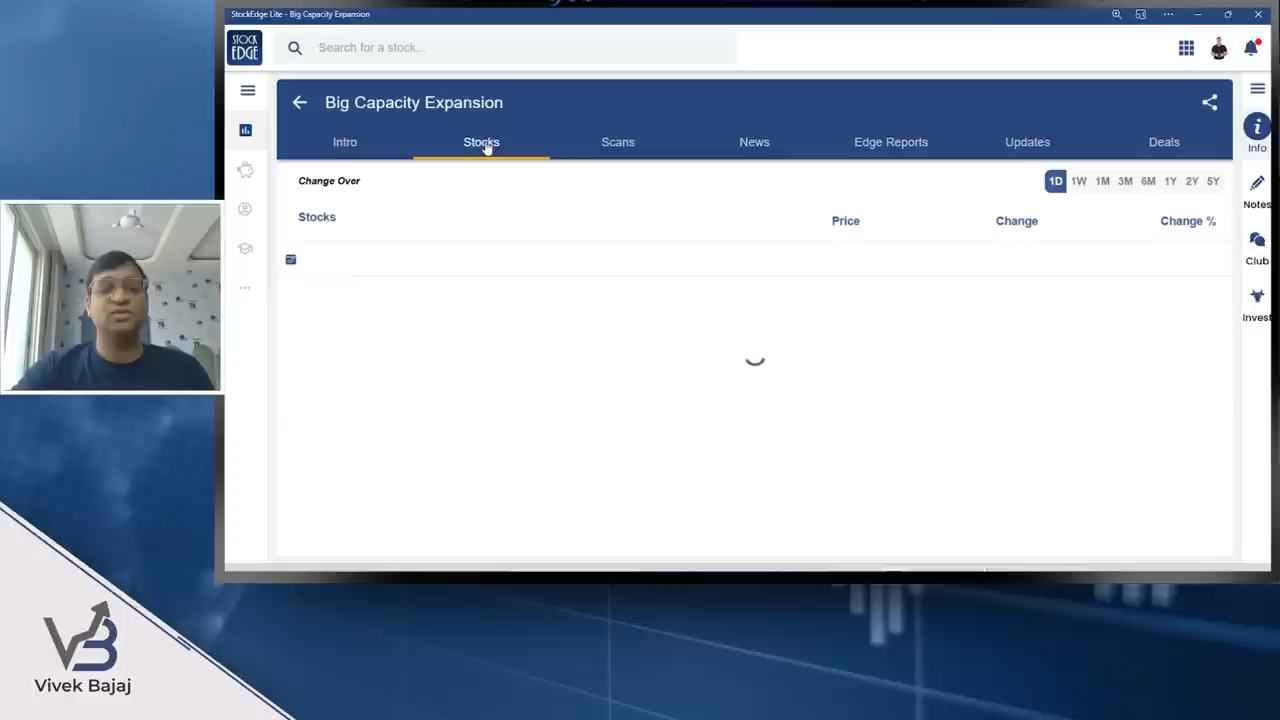 StockEdge Lite - Big Capacity Expansion
STOCK
EDGE
Search for a stock...
Big Capacity Expansion
Intro
Stocks
Scans
News
Edge Reports
Updates
Deals
Info
Change Over
1D 1W 1M 3M 6M 1Y 2Y 5Y
Notes
Stocks
Price
Change
Change %
Club
Invest
VB
Vivek Bajaj